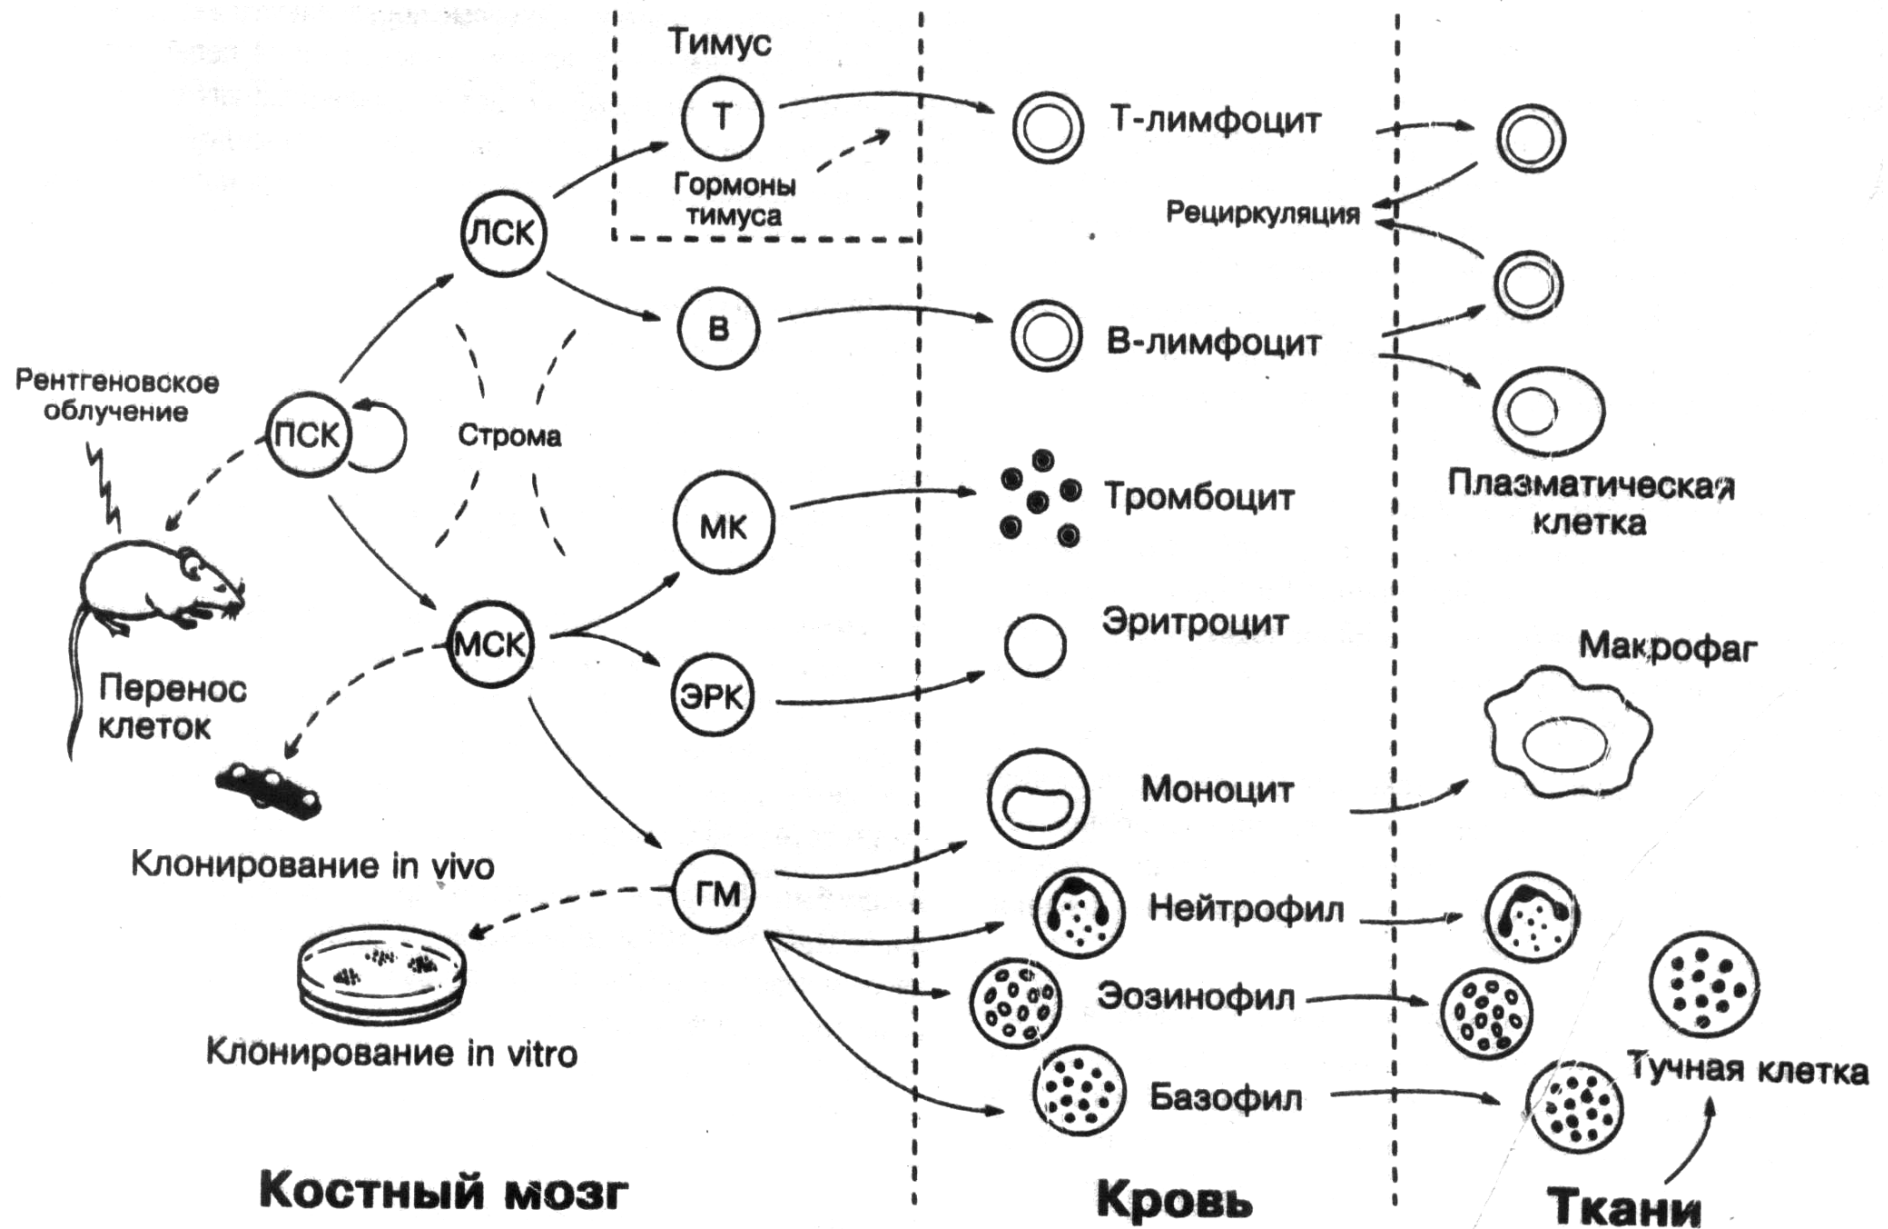 Тимус
Т
Гормоны
тимуса
Т-лимфоцит
Рециркуляция
ЛСК
В
В-лимфоцит
Рентгеновское
облучение
ПСК
Строма
Плазматическая
клетка
МК
Тромбоцит
МСК
ЭРК
Эритроцит
Макрофаг
Перенос
клеток
Моноцит
Клонирование in vivo
ГМ
Нейтрофил
Эозинофил
Клонирование in vitro
Тучная клетка
Базофил
Костный мозг
Кровь
Ткани